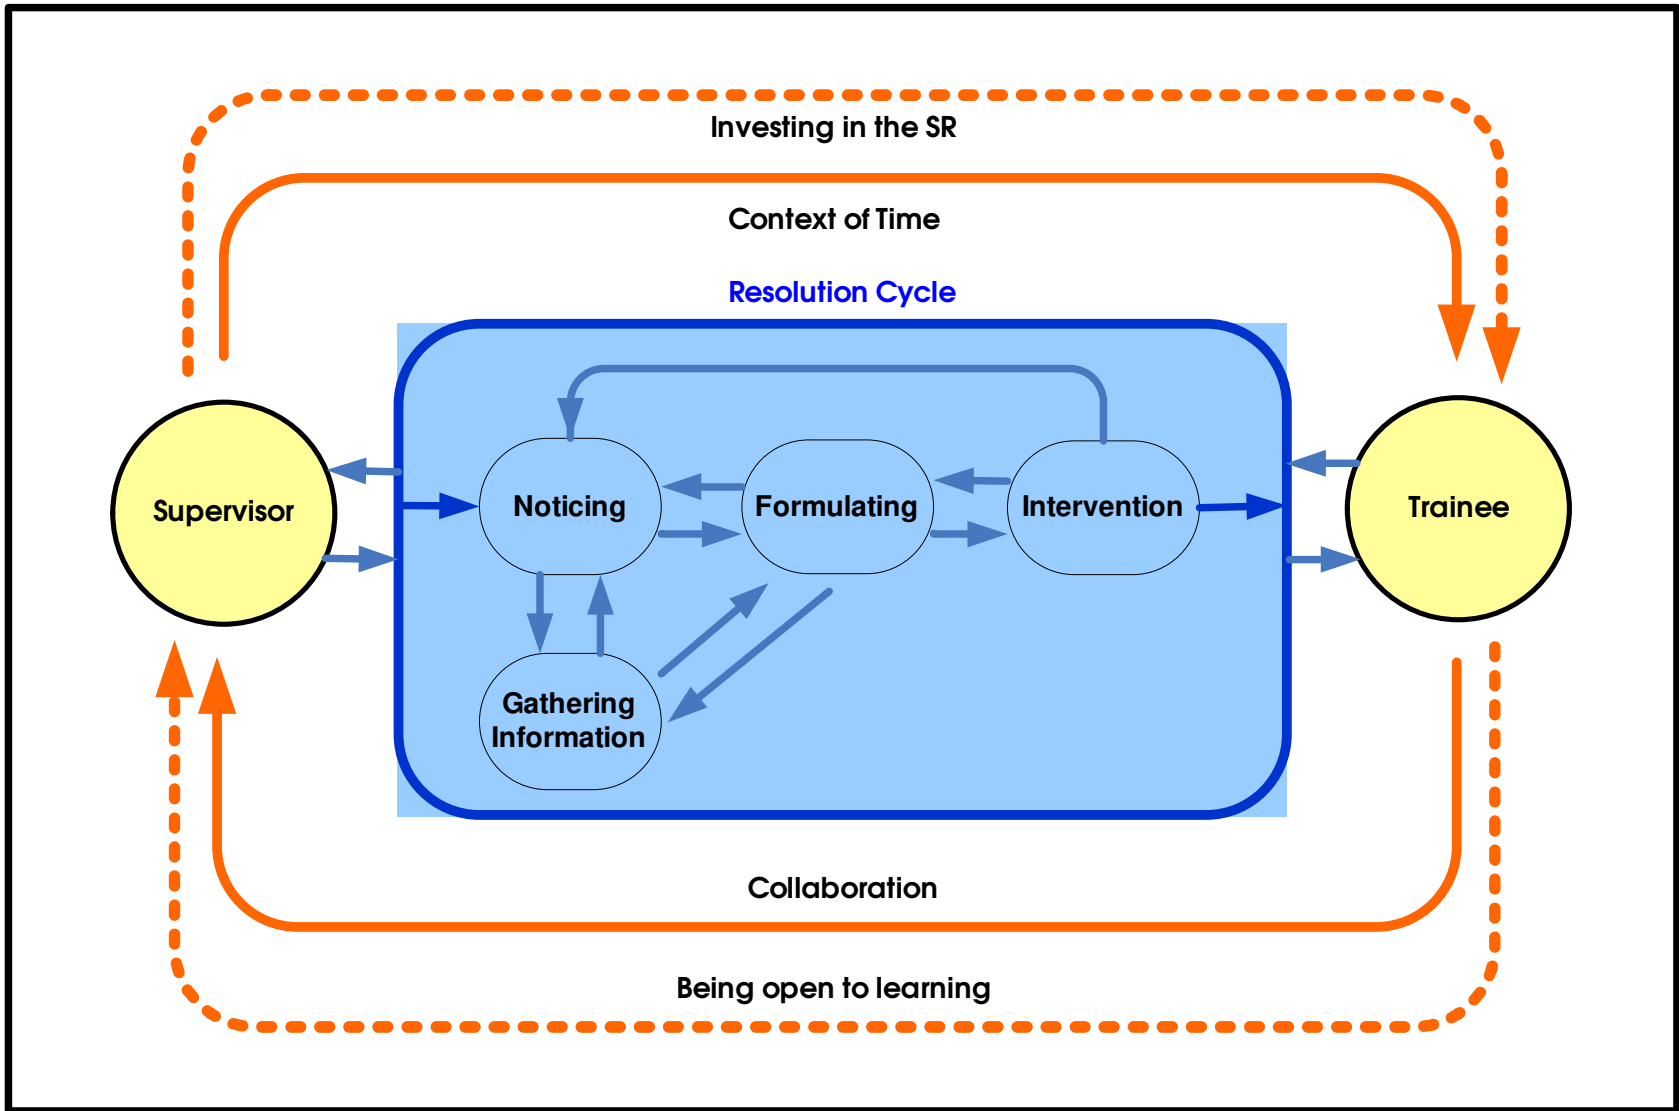 Investing in the SR
Context of Time
Resolution Cycle
Supervisor
Noticing
Formulating
Intervention
Trainee
Gathering
Information
Collaboration
Being open to learning